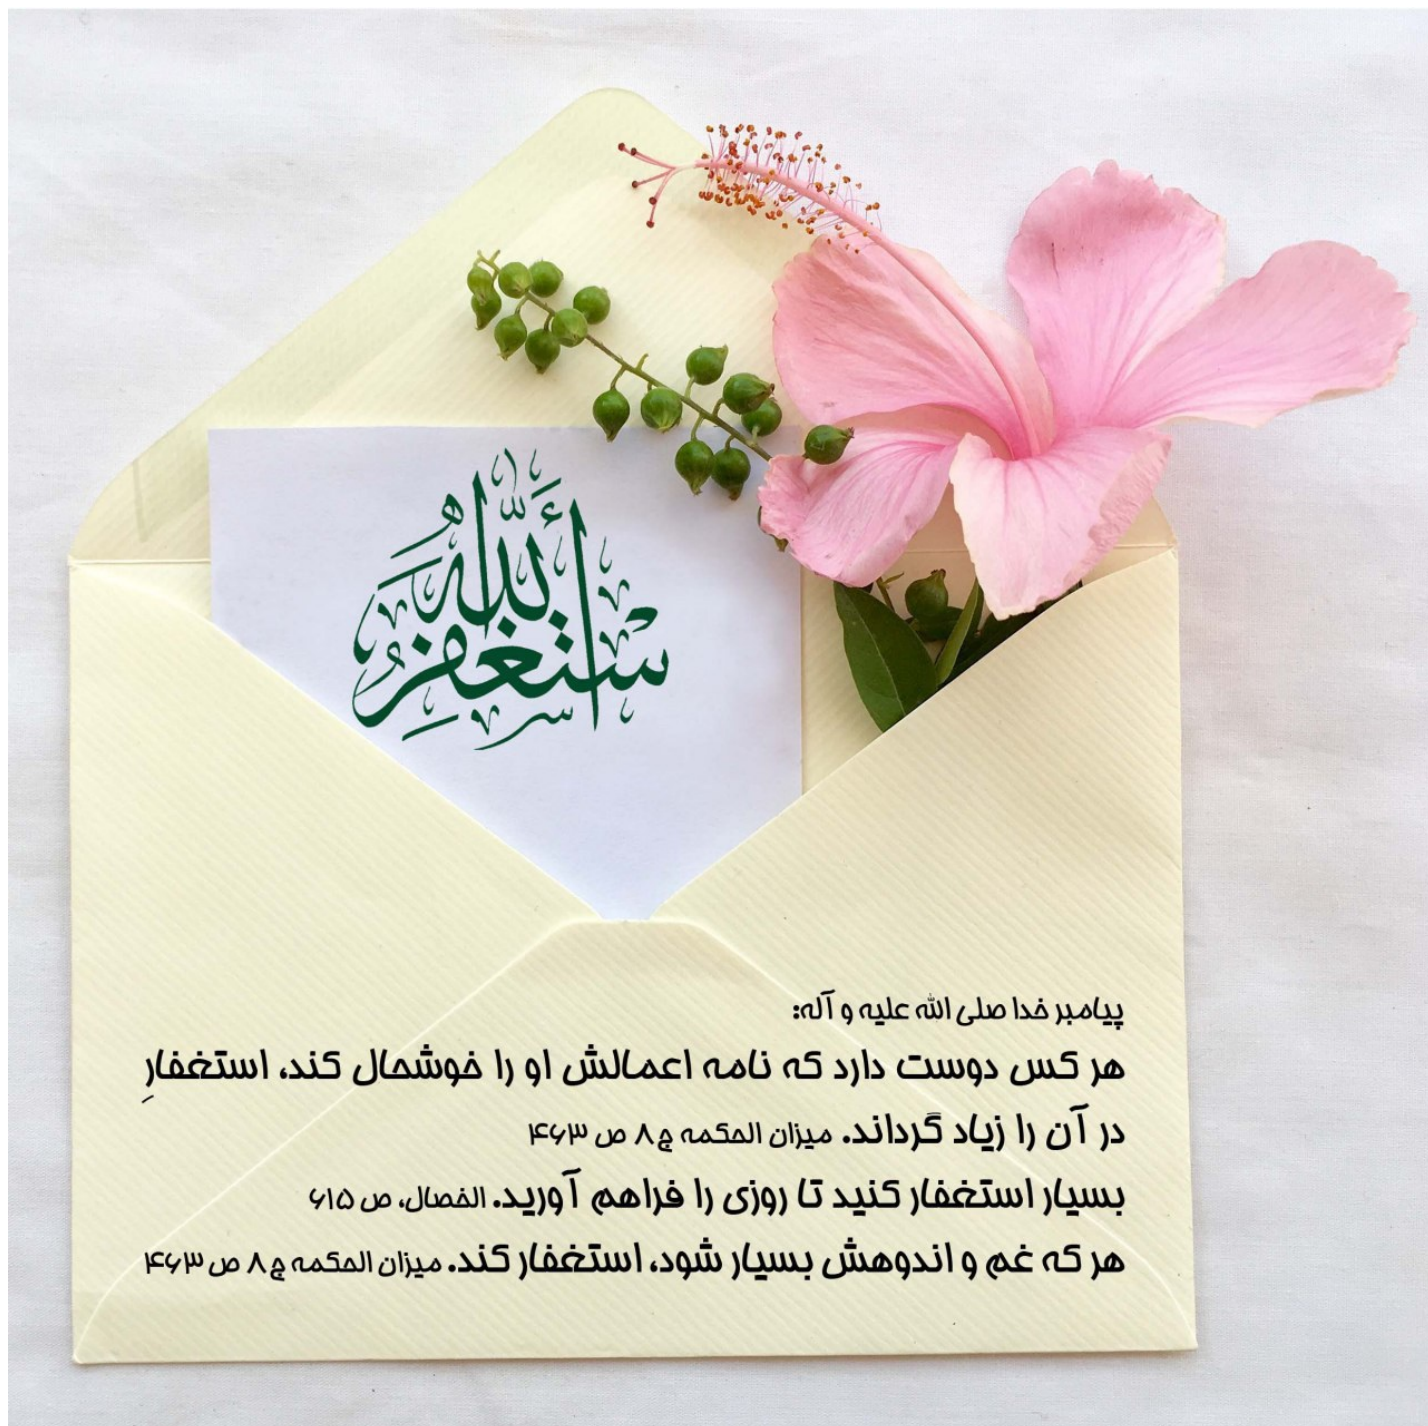 أستغفر الله
پیامبر خدا صلی الله علیه و آله:
هر کس دوست دارد که نامه اعمالش او را خوشحال کند، استغفارِ
در آن را زیاد گرداند. میزان الحکمه ج۸ ص ۴۶۳
بسیار استغفار کنید تا روزی را فراهم آورید. الخصال، ص ۶۱۵
هر که غم و اندوهش بسیار شود، استغفار کند. میزان الحکمه ج۸ ص ۴۶۳